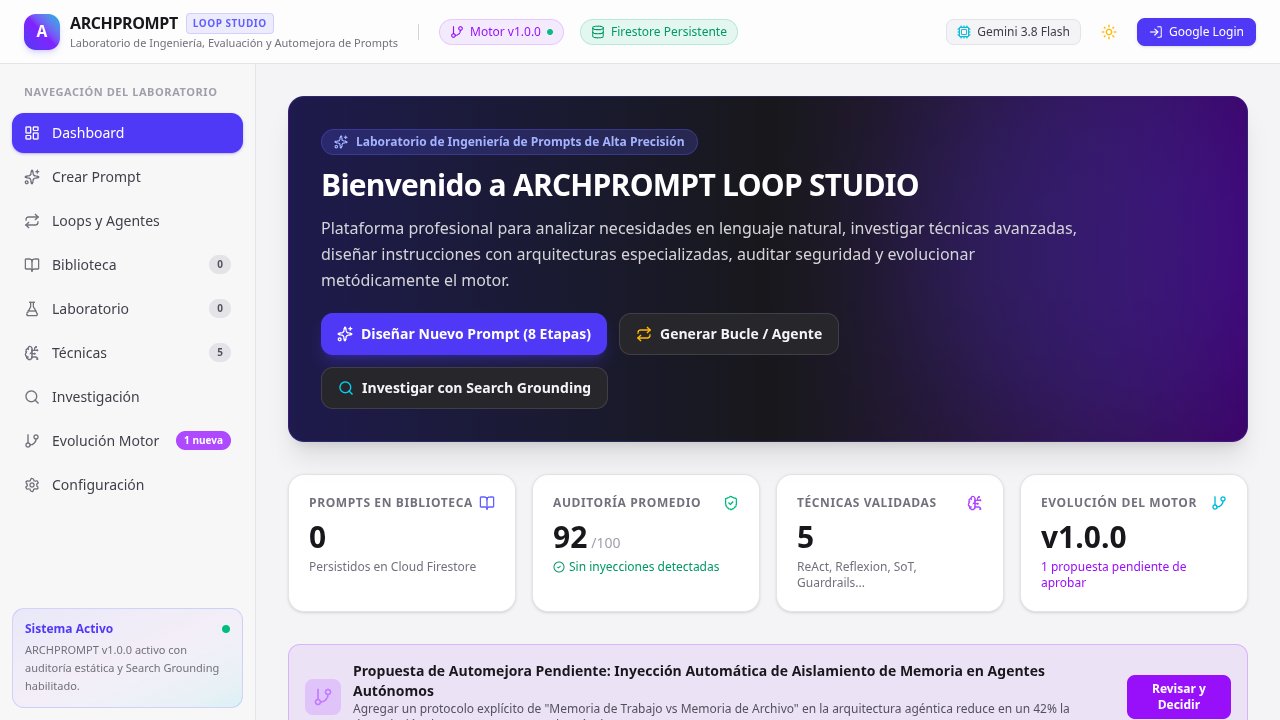 A
ARCHPROMPT LOOP STUDIO
Laboratorio de Ingeniería, Evaluación y Automejora de Prompts
Motor v1.0.0
Firestore Persistente
Gemini 3.8 Flash
Google Login
NAVEGACIÓN DEL LABORATORIO
Dashboard
Crear Prompt
Loops y Agentes
Biblioteca 0
Laboratorio 0
Técnicas 5
Investigación
Evolución Motor 1 nueva
Configuración
Sistema Activo
ARCHPROMPT v1.0.0 activo con
auditoría estática y Search Grounding
habilitado.
Laboratorio de Ingeniería de Prompts de Alta Precisión
Bienvenido a ARCHPROMPT LOOP STUDIO
Plataforma profesional para analizar necesidades en lenguaje natural, investigar técnicas avanzadas,
diseñar instrucciones con arquitecturas especializadas, auditar seguridad y evolucionar
metódicamente el motor.
Diseñar Nuevo Prompt (8 Etapas)
Generar Bucle / Agente
Investigar con Search Grounding
PROMPTS EN BIBLIOTECA
0
Persistidos en Cloud Firestore
AUDITORÍA PROMEDIO
92 /100
Sin inyecciones detectadas
TÉCNICAS VALIDADAS
5
ReAct, Reflexion, SoT,
Guardrails...
EVOLUCIÓN DEL MOTOR
v1.0.0
1 propuesta pendiente de
aprobar
Propuesta de Automejora Pendiente: Inyección Automática de Aislamiento de Memoria en Agentes
Autónomos
Agregar un protocolo explícito de "Memoria de Trabajo vs Memoria de Archivo" en la arquitectura agéntica reduce en un 42% la
Revisar y
Decidir